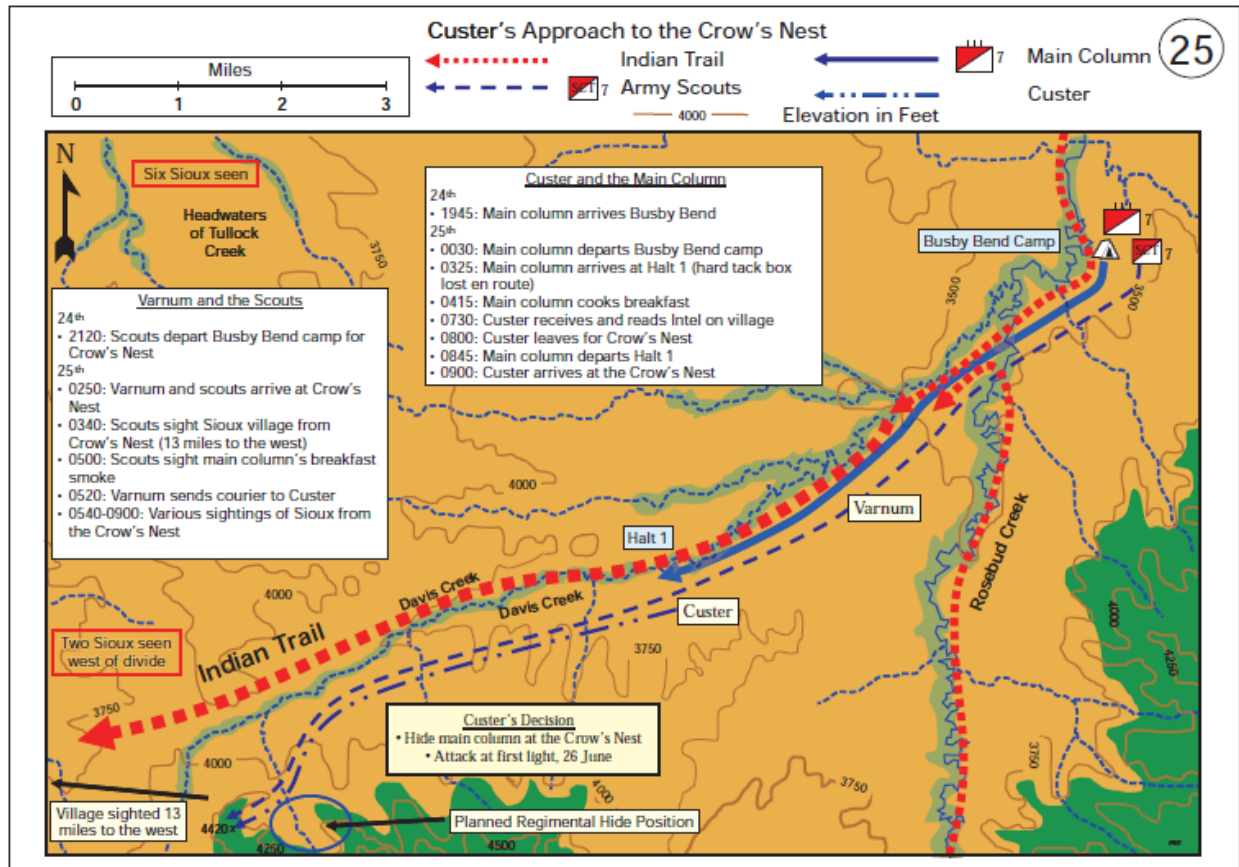 Custer's Approach to the Crow's Nest
25
Miles
0 1 2 3
Indian Trail
SCT 7 Army Scouts
4000
7 Main Column
Custer
Elevation in Feet
N
Six Sioux seen
Headwaters
of Tullock
Creek
3750
Custer and the Main Column
24th
• 1945: Main column arrives Busby Bend
25th
• 0030: Main column departs Busby Bend camp
• 0325: Main column arrives at Halt 1 (hard tack box
lost en route)
• 0415: Main column cooks breakfast
• 0730: Custer receives and reads Intel on village
• 0800: Custer leaves for Crow's Nest
• 0845: Main column departs Halt 1
• 0900: Custer arrives at the Crow's Nest
7
Busby Bend Camp
SCT 7
3500
3500
Varnum and the Scouts
24th
• 2120: Scouts depart Busby Bend camp for
Crow's Nest
25th
• 0250: Varnum and scouts arrive at Crow's
Nest
• 0340: Scouts sight Sioux village from
Crow's Nest (13 miles to the west)
• 0500: Scouts sight main column's breakfast
smoke
• 0520: Varnum sends courier to Custer
• 0540-0900: Various sightings of Sioux from
the Crow's Nest
4000
Varnum
Halt 1
Rosebud Creek
Davis Creek
Davis Creek
4000
Custer
4000
4250
Two Sioux seen
west of divide
Indian Trail
3750
3750
Custer's Decision
• Hide main column at the Crow's Nest
• Attack at first light, 26 June
4000
4000
3750
3750
Village sighted 13
miles to the west
4420x
4250
4500
Planned Regimental Hide Position